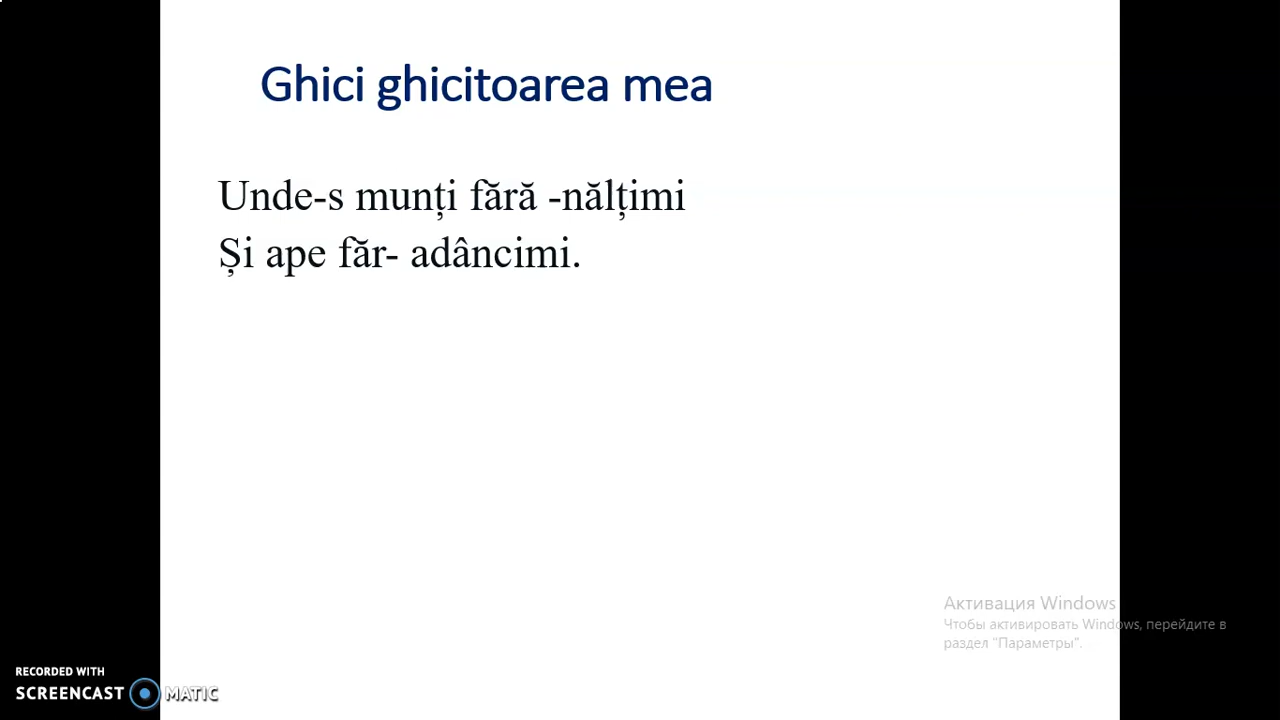 Ghici ghicitoarea mea
Unde-s munți fără -nălțimi
Și ape făr- adâncimi.
Активация Windows
Чтобы активировать Windows, перейдите в
раздел "Параметры".
RECORDED WITH
SCREENCAST MATIC